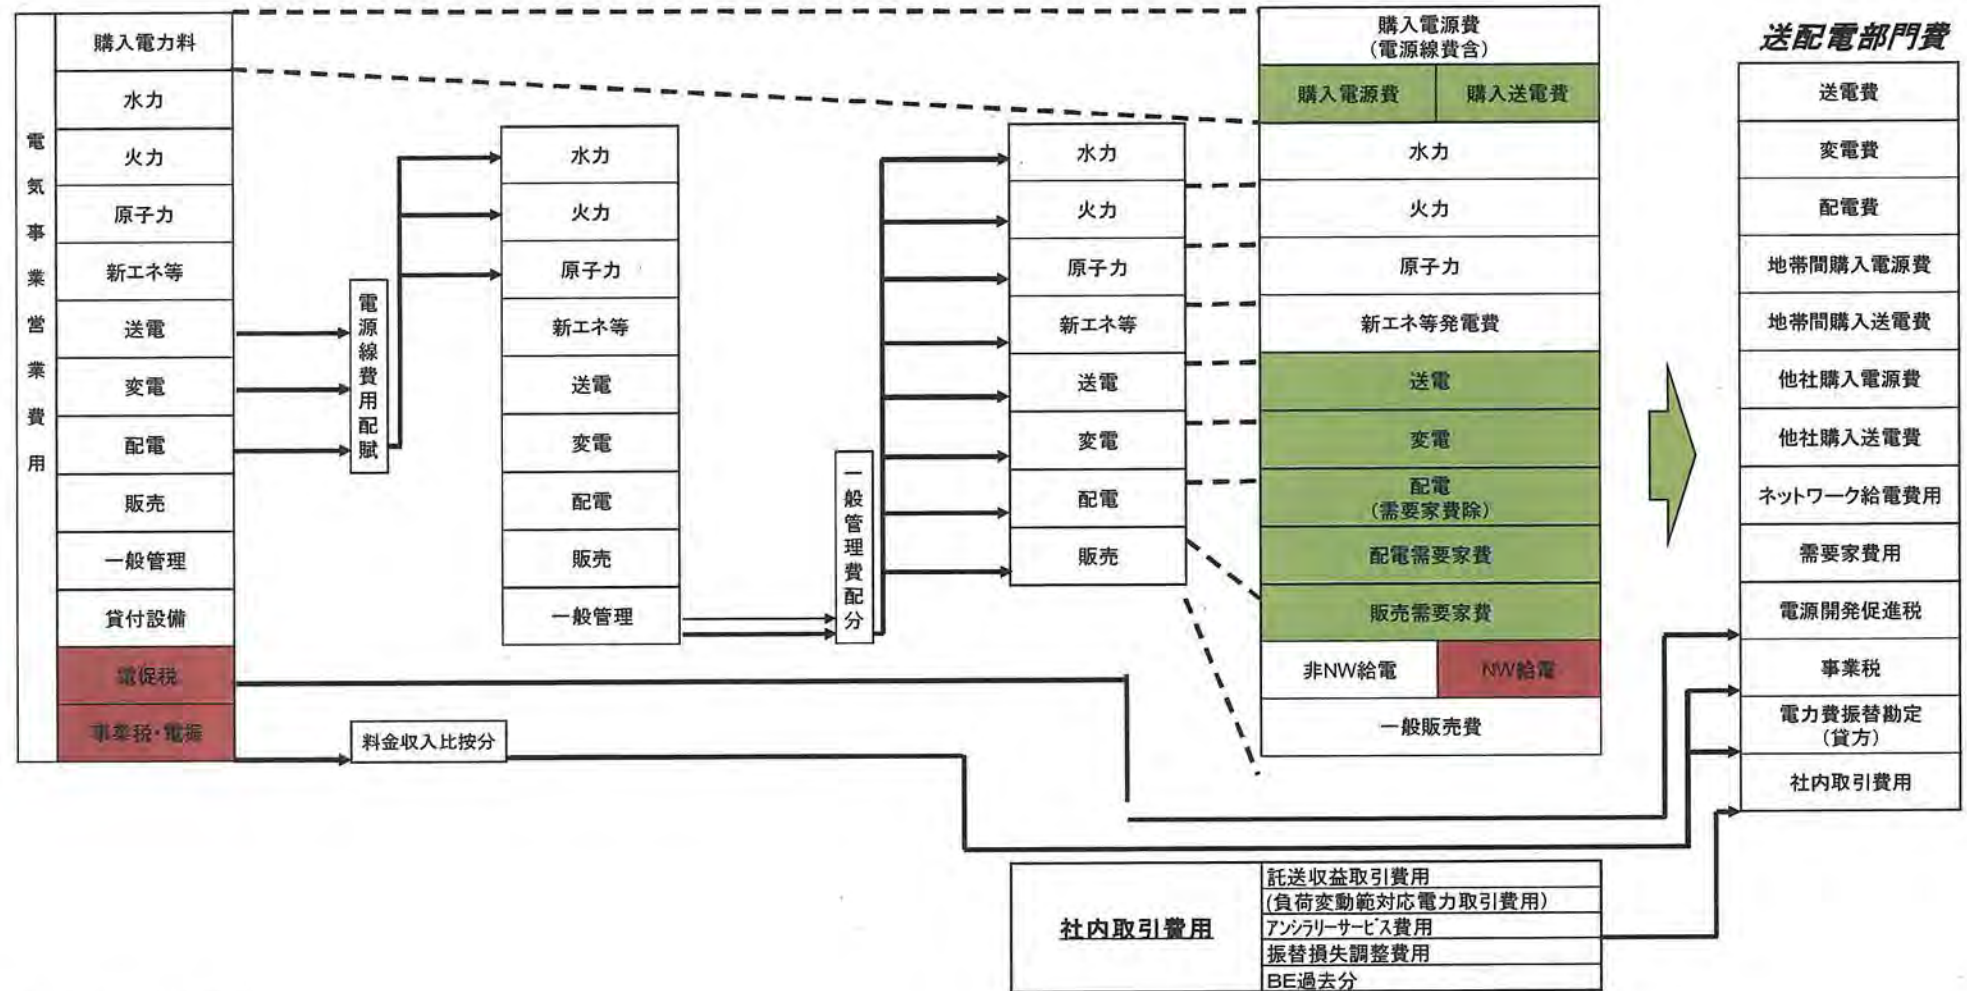 電気事業営業費用
購入電力料
水力
火力
原子力
新エネ等
送電
変電
配電
販売
一般管理
貸付設備
電促税
事業税・電振
電源線費用配賦
料金収入比按分
水力
火力
原子力
新エネ等
送電
変電
配電
販売
一般管理
一般管理費配分
水力
火力
原子力
新エネ等
送電
変電
配電
販売
購入電源費
(電源線費含)
購入電源費
購入送電費
水力
火力
原子力
新エネ等発電費
送電
変電
配電
(需要家費除)
配電需要家費
販売需要家費
非NW給電
NW給電
一般販売費
送配電部門費
送電費
変電費
配電費
地帯間購入電源費
地帯間購入送電費
他社購入電源費
他社購入送電費
ネットワーク給電費用
需要家費用
電源開発促進税
事業税
電力費振替勘定
(貸方)
社内取引費用
社内取引費用
託送収益取引費用
(負荷変動範対応電力取引費用)
アンシラリーサービス費用
振替損失調整費用
BE過去分